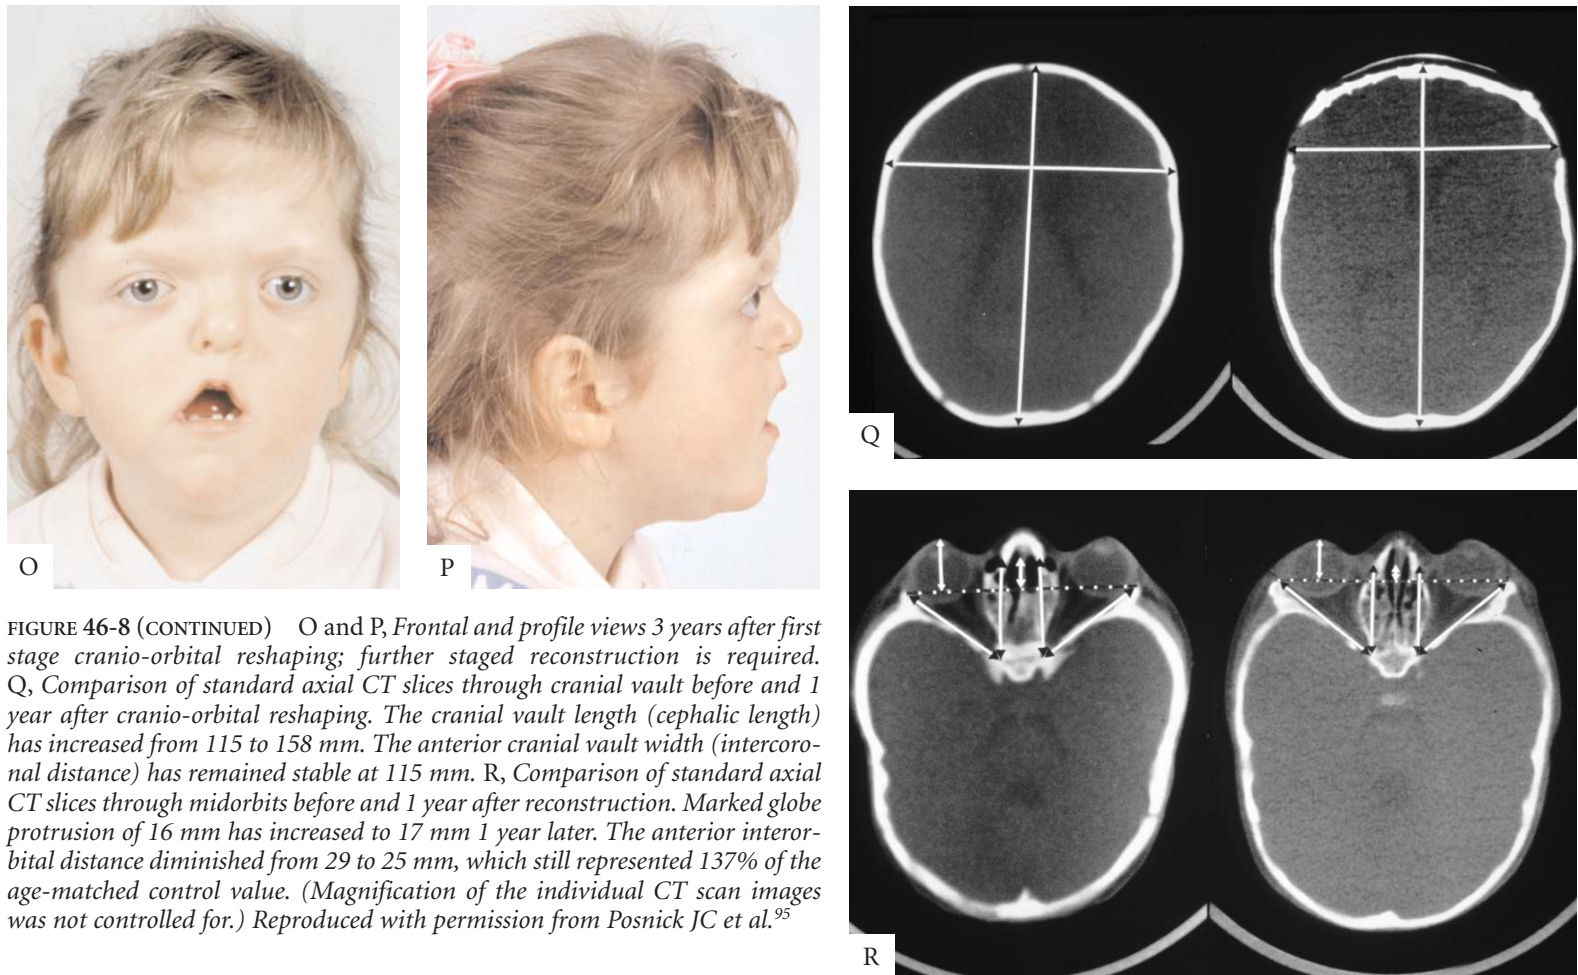 O
P
Q
R
FIGURE 46-8 (CONTINUED) O and P, Frontal and profile views 3 years after first
stage cranio-orbital reshaping; further staged reconstruction is required.
Q, Comparison of standard axial CT slices through cranial vault before and 1
year after cranio-orbital reshaping. The cranial vault length (cephalic length)
has increased from 115 to 158 mm. The anterior cranial vault width (intercoro-
nal distance) has remained stable at 115 mm. R, Comparison of standard axial
CT slices through midorbits before and 1 year after reconstruction. Marked globe
protrusion of 16 mm has increased to 17 mm 1 year later. The anterior interor-
bital distance diminished from 29 to 25 mm, which still represented 137% of the
age-matched control value. (Magnification of the individual CT scan images
was not controlled for.) Reproduced with permission from Posnick JC et al.95